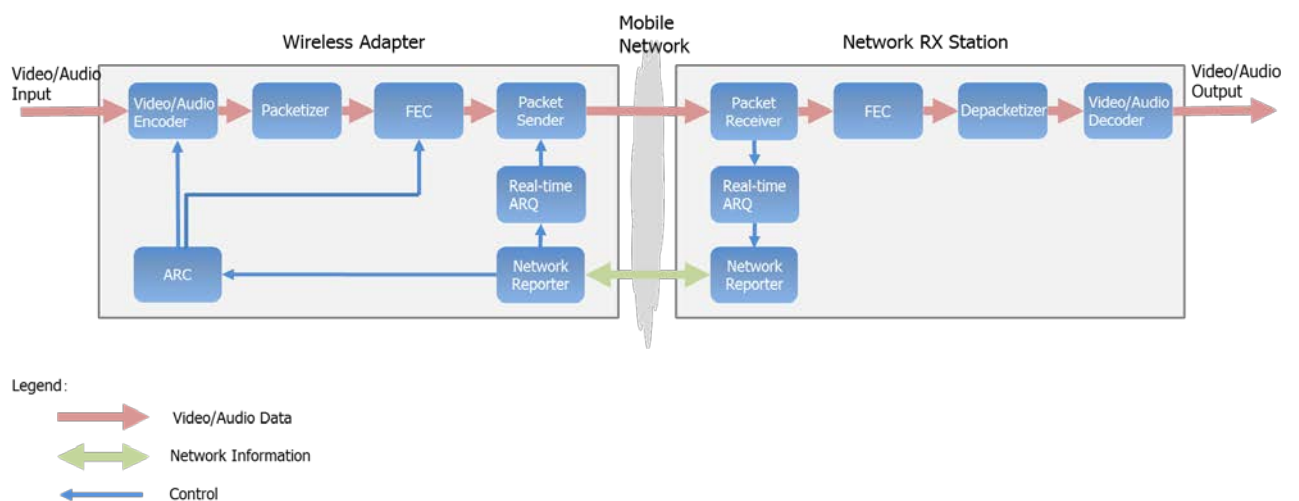 Mobile
Network
Wireless Adapter
Network RX Station
Video/Audio
Input
Video/Audio
Encoder
Packetizer
FEC
Packet
Sender
Packet
Receiver
FEC
Depacketizer
Video/Audio
Decoder
Video/Audio
Output
Real-time
ARQ
Real-time
ARQ
ARC
Network
Reporter
Network
Reporter
Legend:
Video/Audio Data
Network Information
Control